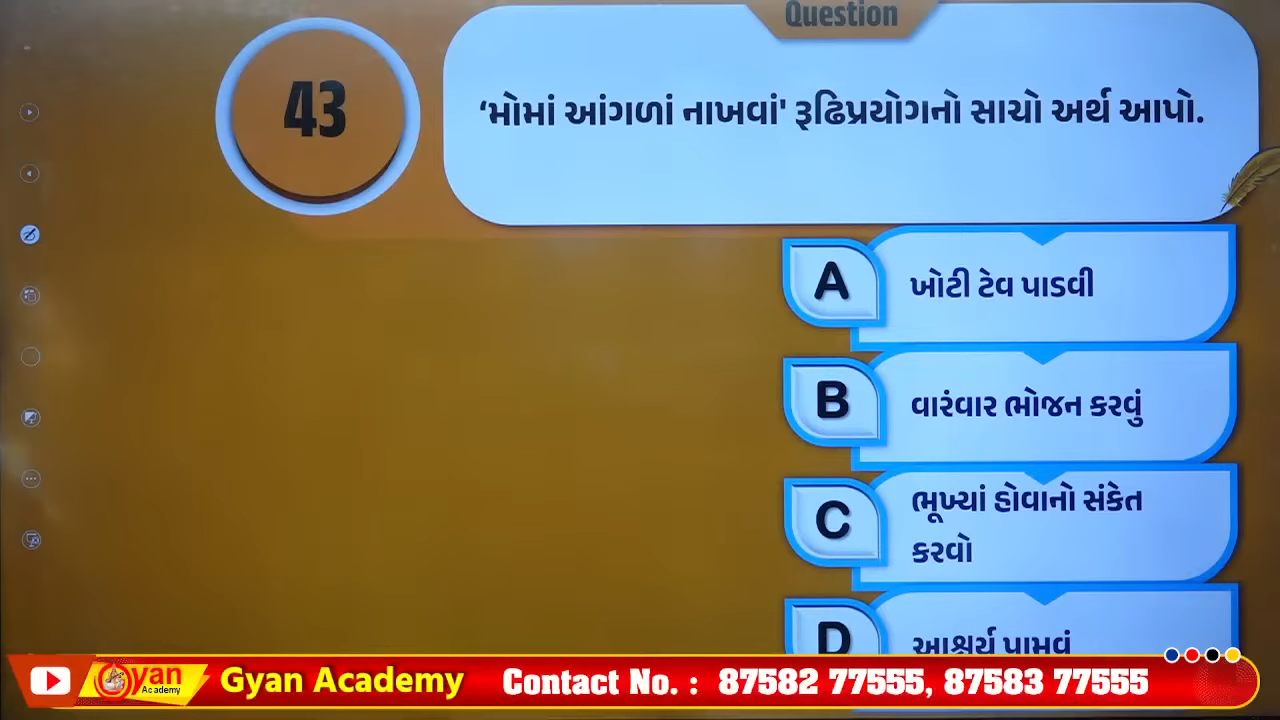 Question
43
‘મોમાં આંગળાં નાખવાં' રૂઢિપ્રયોગનો સાચો અર્થ આપો.
A
ખોટી ટેવ પાડવી
B
વારંવાર ભોજન કરવું
C
ભૂખ્યાં હોવાનો સંકેત
કરવો
D
આશ્ચર્ય પામવું
Gyan
Academy
Gyan Academy
Contact No. : 87582 77555, 87583 77555